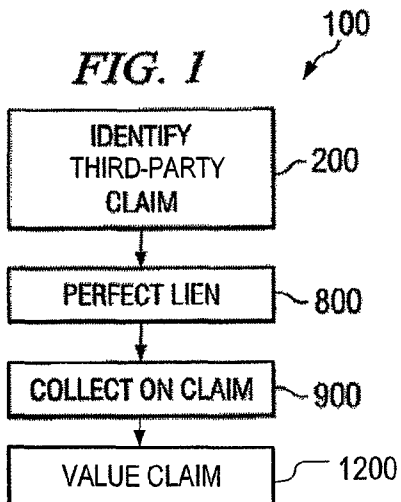 100
FIG. 1
IDENTIFY
THIRD-PARTY
CLAIM
200
PERFECT LIEN
800
COLLECT ON CLAIM
900
VALUE CLAIM
1200